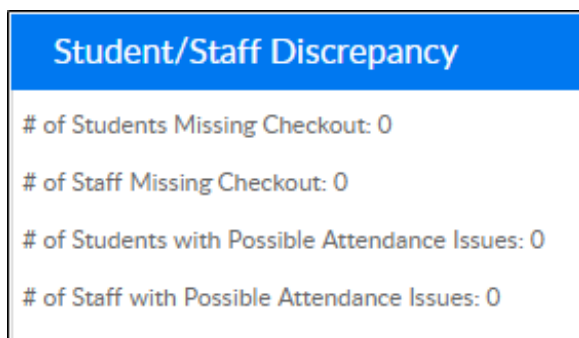 Student/Staff Discrepancy
# of Students Missing Checkout: 0
# of Staff Missing Checkout: 0
# of Students with Possible Attendance Issues: 0
# of Staff with Possible Attendance Issues: 0